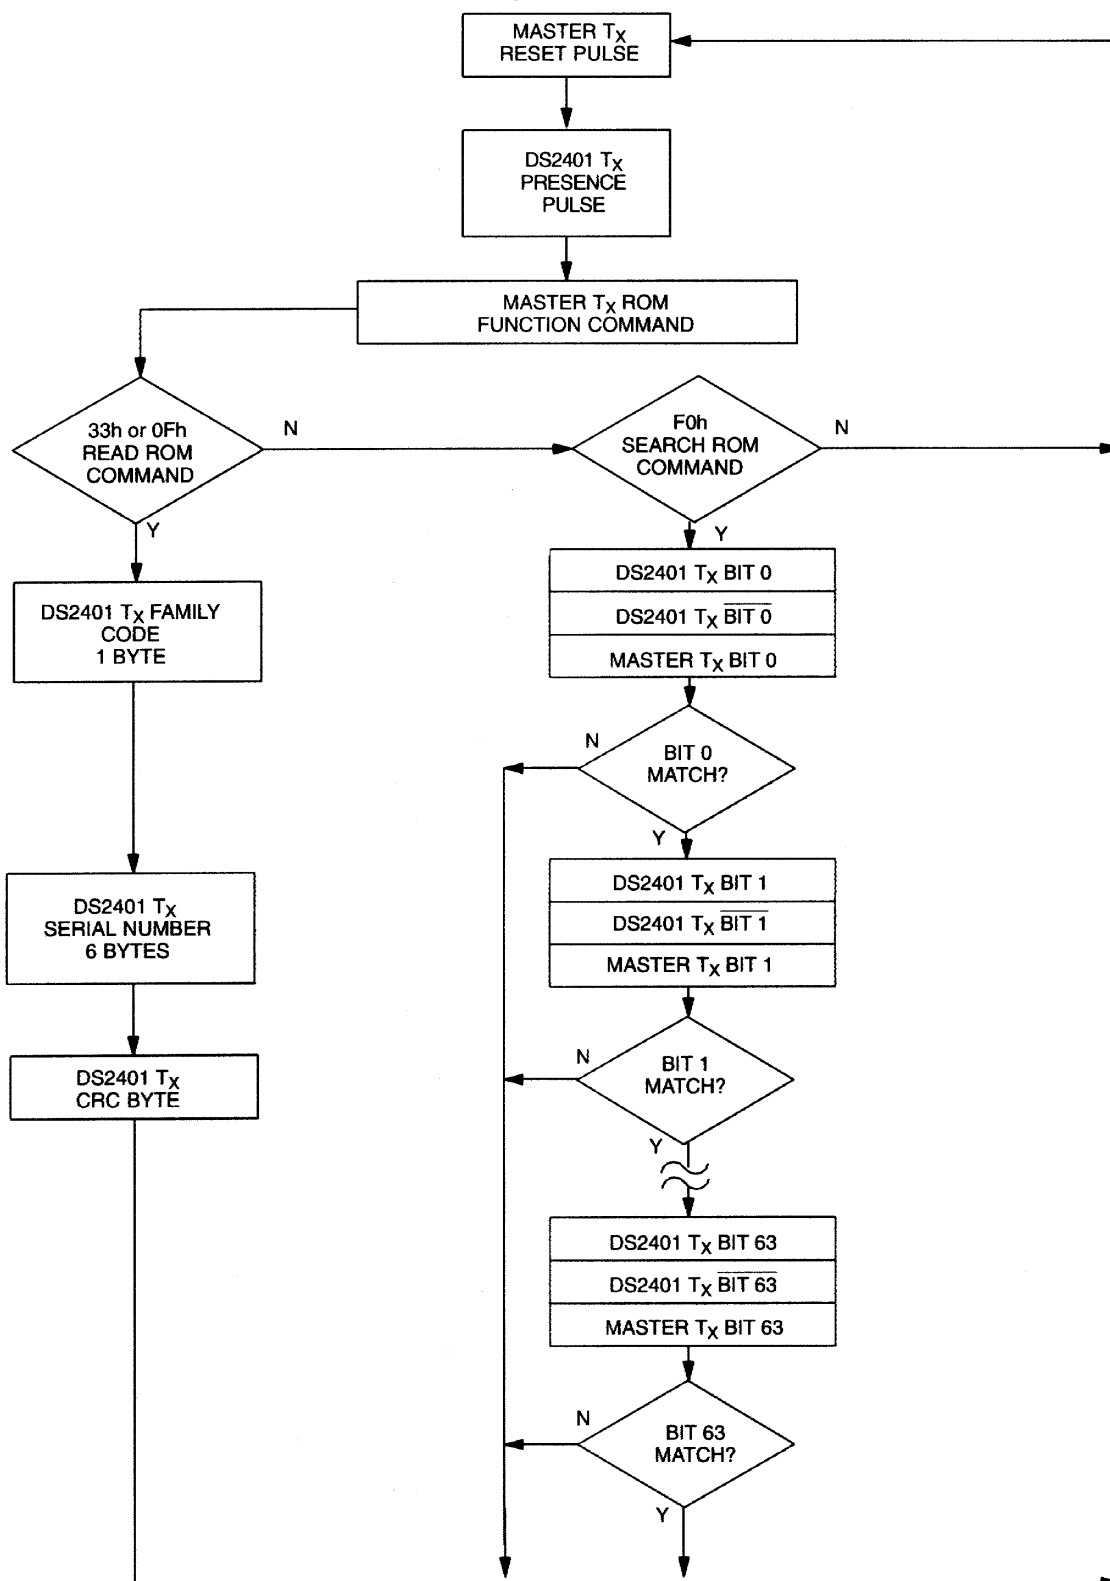 MASTER TX
RESET PULSE
DS2401 TX
PRESENCE
PULSE
MASTER TX ROM
FUNCTION COMMAND
33h or 0Fh
READ ROM
COMMAND
N
Y
F0h
SEARCH ROM
COMMAND
N
Y
DS2401 TX FAMILY
CODE
1 BYTE
DS2401 TX
SERIAL NUMBER
6 BYTES
DS2401 TX
CRC BYTE
DS2401 TX BIT 0
DS2401 TX BIT 0
MASTER TX BIT 0
N
BIT 0
MATCH?
Y
DS2401 TX BIT 1
DS2401 TX BIT 1
MASTER TX BIT 1
N
BIT 1
MATCH?
Y
DS2401 TX BIT 63
DS2401 TX BIT 63
MASTER TX BIT 63
N
BIT 63
MATCH?
Y